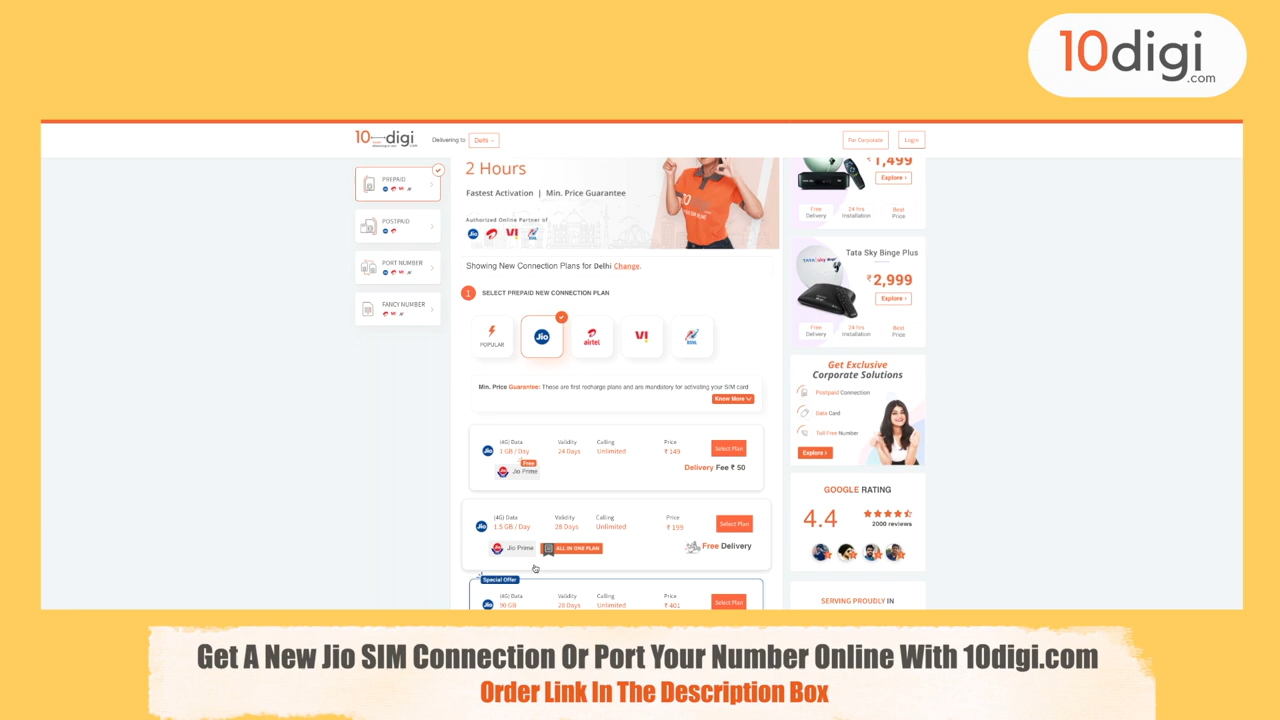 10digi
.com
10 digi
Delivering to Delhi
For Corporate
Login
PREPAID
POSTPAID
PORT NUMBER
FANCY NUMBER
2 Hours
Fastest Activation | Min. Price Guarantee
Authorized Online Partner of
Showing New Connection Plans for Delhi Change.
1 SELECT PREPAID NEW CONNECTION PLAN
POPULAR
Jio
airtel
VI
BSNL
Min. Price Guarantee: These are first recharge plans and are mandatory for activating your SIM card
Know More
(4G) Data Validity Calling Price
Jio 1 GB / Day 24 Days Unlimited ₹ 149 Select Plan
Free
Jio Prime Delivery Fee ₹ 50
(4G) Data Validity Calling Price
Jio 1.5 GB / Day 28 Days Unlimited ₹ 199 Select Plan
Jio Prime ALL IN ONE PLAN Free Delivery
Special Offer
(4G) Data Validity Calling Price
Jio 90 GB 28 Days Unlimited ₹ 401 Select Plan
₹1,499
Explore >
Free Delivery
24 hrs Installation
Best Price
Tata Sky Binge Plus
TATA sky
₹2,999
Explore >
Free Delivery
24 hrs Installation
Best Price
Get Exclusive
Corporate Solutions
Postpaid Connection
Data Card
Toll Free Number
Explore >
GOOGLE RATING
4.4
2000 reviews
SERVING PROUDLY IN
Get A New Jio SIM Connection Or Port Your Number Online With 10digi.com
Order Link In The Description Box